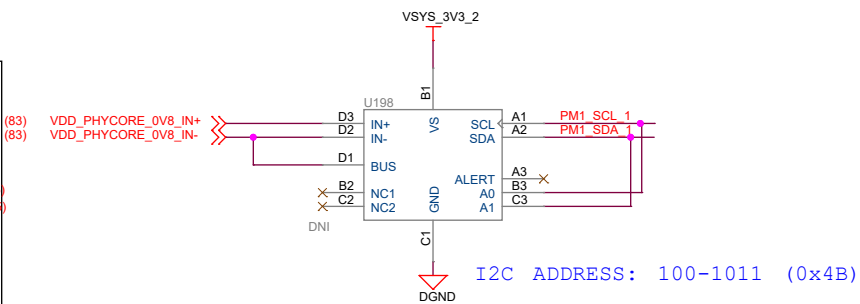 VSYS_3V3_2
B1
U198
(83) VDD_PHYCORE_0V8_IN+ D3 IN+ VS SCL A1 PM1_SCL_1
(83) VDD_PHYCORE_0V8_IN- D2 IN- SDA A2 PM1_SDA_1
D1 BUS
ALERT A3
B2 NC1 A0 B3
C2 NC2 GND A1 C3
DNI
C1
I2C ADDRESS: 100-1011 (0x4B)
DGND